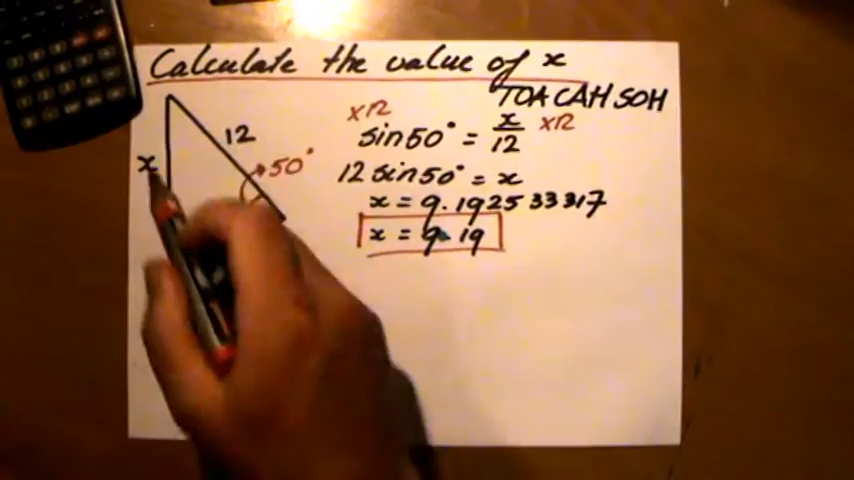 Calculate the value of x
TOA CAH SOH
x12
12
sin50° = x/12 x12
50°
x
12 sin50° = x
x = 9.192533317
x = 9.19